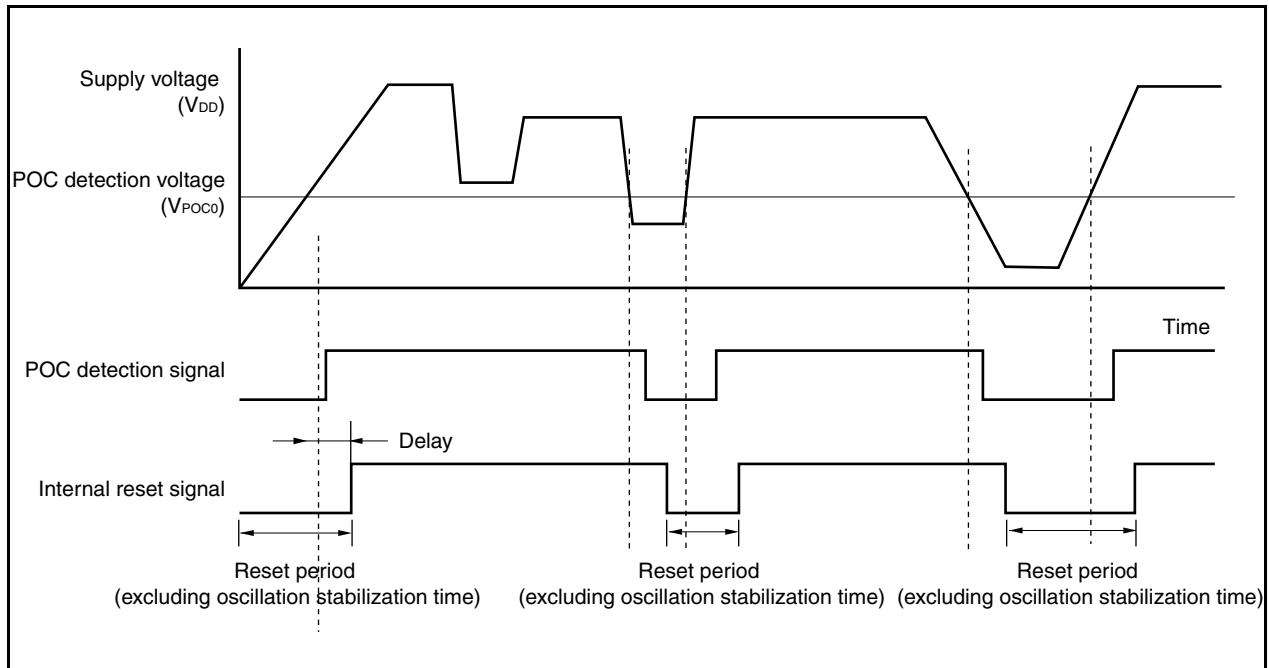 Supply voltage
(VDD)
POC detection voltage
(VPOC0)
Time
POC detection signal
Delay
Internal reset signal
Reset period
(excluding oscillation stabilization time)
Reset period
(excluding oscillation stabilization time)
Reset period
(excluding oscillation stabilization time)